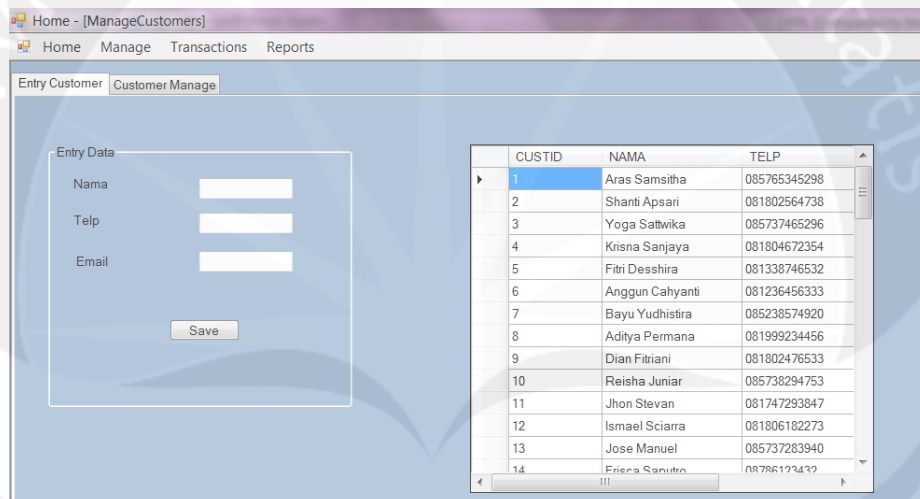 Home - [ManageCustomers]
Home Manage Transactions Reports
Entry Customer Customer Manage
Entry Data
Nama
Telp
Email
Save
CUSTID NAMA TELP
1 Aras Samsitha 085765345298
2 Shanti Apsari 081802564738
3 Yoga Sattwika 085737465296
4 Krisna Sanjaya 081804672354
5 Fitri Desshira 081338746532
6 Anggun Cahyanti 081236456333
7 Bayu Yudhistira 085238574920
8 Aditya Permana 081999234456
9 Dian Fitriani 081802476533
10 Reisha Juniar 085738294753
11 Jhon Stevan 081747293847
12 Ismael Sciarra 081806182273
13 Jose Manuel 085737283940
14 Frisca Saputro 08786123432